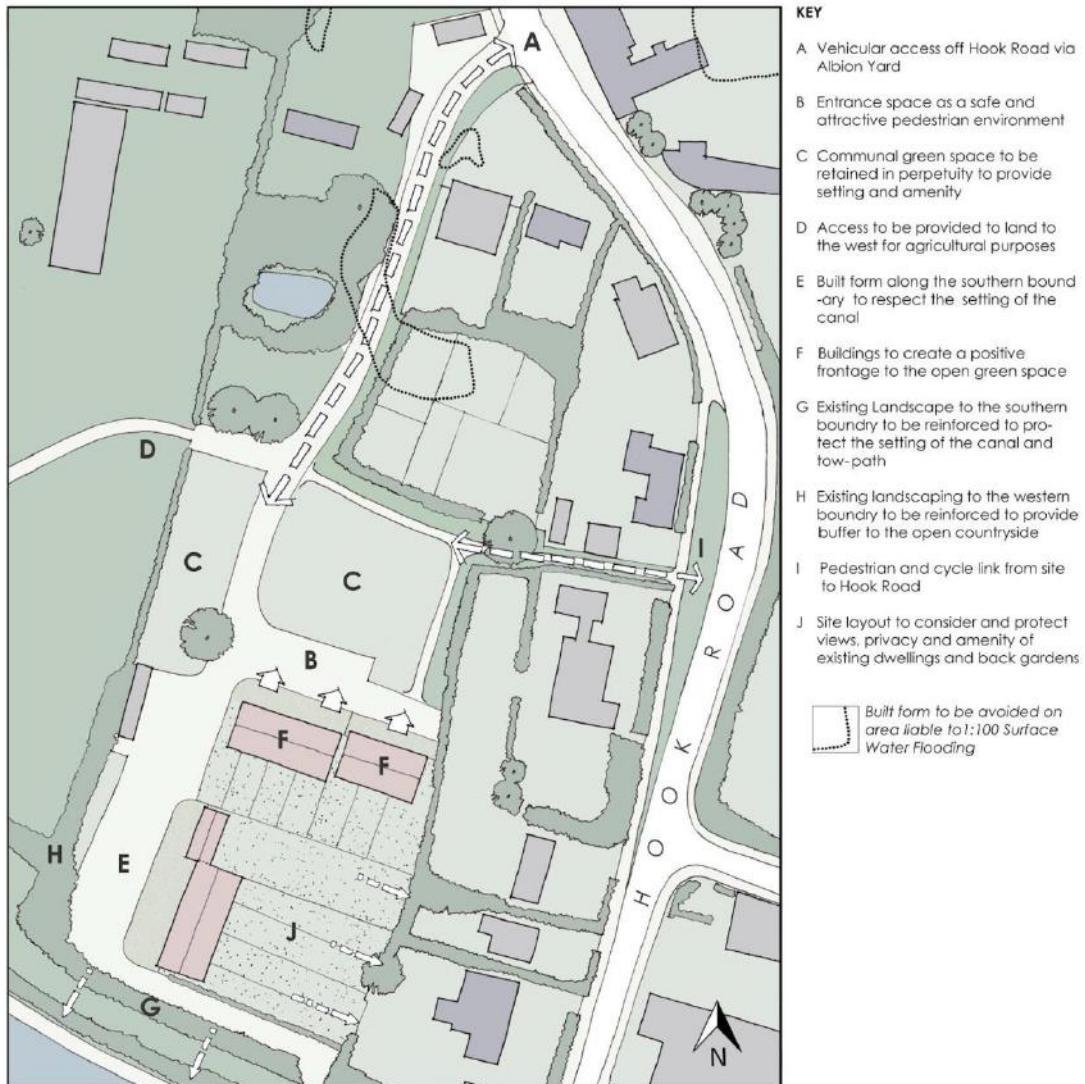 KEY
A Vehicular access off Hook Road via
Albion Yard
B Entrance space as a safe and
attractive pedestrian environment
C Communal green space to be
retained in perpetuity to provide
setting and amenity
D Access to be provided to land to
the west for agricultural purposes
E Built form along the southern bound
-ary to respect the setting of the
canal
F Buildings to create a positive
frontage to the open green space
G Existing Landscape to the southern
boundry to be reinforced to pro-
tect the setting of the canal and
tow-path
H Existing landscaping to the western
boundry to be reinforced to provide
buffer to the open countryside
I Pedestrian and cycle link from site
to Hook Road
J Site layout to consider and protect
views, privacy and amenity of
existing dwellings and back gardens
Built form to be avoided on
area liable to1:100 Surface
Water Flooding
A
D
I
C
C
B
F
F
H
E
J
G
HOOK ROAD
N